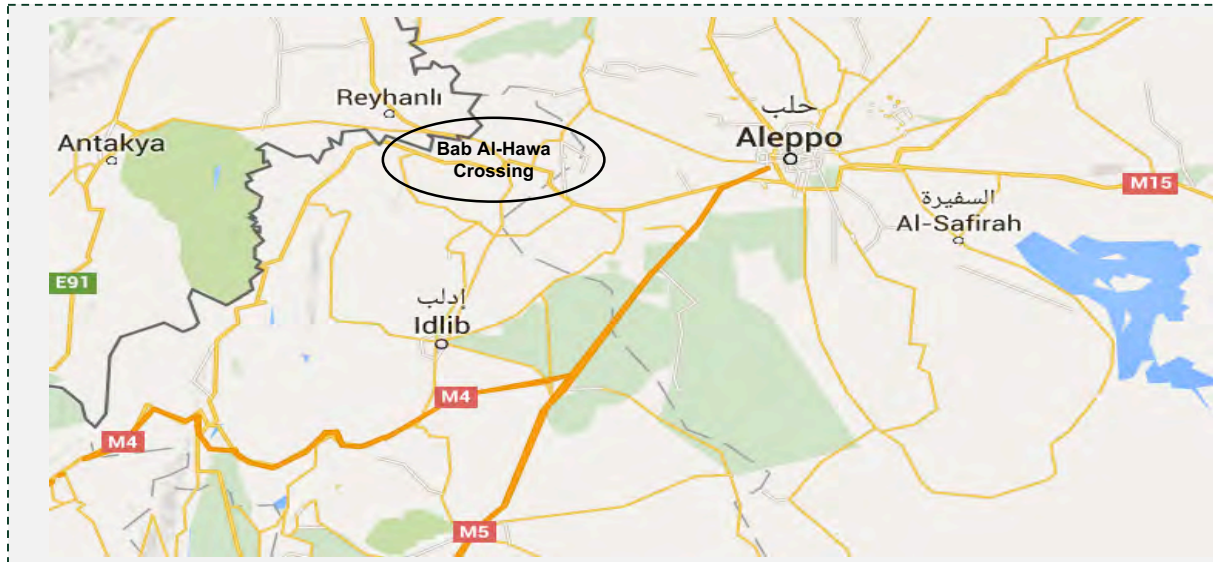 Reyhanlı
Antakya
Bab Al-Hawa
Crossing
حلب
Aleppo
M15
السفيرة
Al-Safirah
E91
إدلب
Idlib
M4
M4
M5